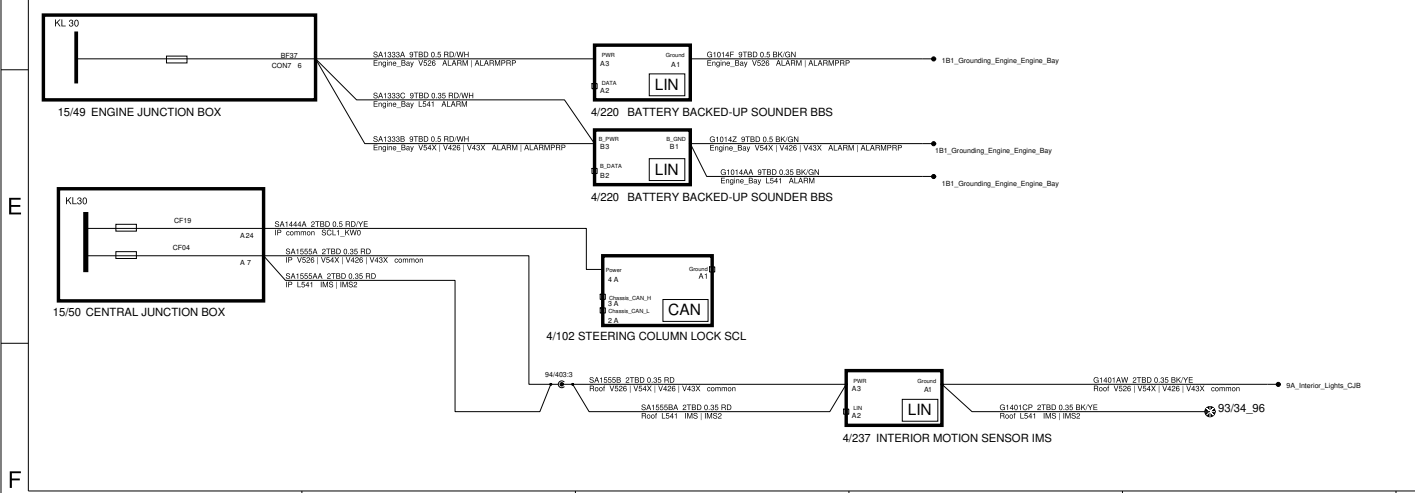 KL 30
BF37
CON7 6
15/49 ENGINE JUNCTION BOX
SA1333A 9TBD 0.5 RD/WH
Engine_Bay V526 ALARM | ALARMPRP
SA1333C 9TBD 0.35 RD/WH
Engine_Bay L541 ALARM
SA1333B 9TBD 0.5 RD/WH
Engine_Bay V54X | V426 | V43X ALARM | ALARMPRP
PWR
A3
Ground
A1
DATA
A2
LIN
4/220 BATTERY BACKED-UP SOUNDER BBS
G1014F 9TBD 0.5 BK/GN
Engine_Bay V526 ALARM | ALARMPRP
1B1_Grounding_Engine_Engine_Bay
B_PWR
B3
B_GND
B1
B_DATA
B2
LIN
4/220 BATTERY BACKED-UP SOUNDER BBS
G1014Z 9TBD 0.5 BK/GN
Engine_Bay V54X | V426 | V43X ALARM | ALARMPRP
1B1_Grounding_Engine_Engine_Bay
G1014AA 9TBD 0.35 BK/GN
Engine_Bay L541 ALARM
1B1_Grounding_Engine_Engine_Bay
E
KL30
CF19
A24
CF04
A 7
15/50 CENTRAL JUNCTION BOX
SA1444A 2TBD 0.5 RD/YE
IP common SCL1_KW0
SA1555A 2TBD 0.35 RD
IP V526 | V54X | V426 | V43X common
SA1555AA 2TBD 0.35 RD
IP L541 IMS | IMS2
Power
4 A
Ground
A1
Chassis_CAN_H
3 A
Chassis_CAN_L
2 A
CAN
4/102 STEERING COLUMN LOCK SCL
94/403:3
SA1555B 2TBD 0.35 RD
Roof V526 | V54X | V426 | V43X common
SA1555BA 2TBD 0.35 RD
Roof L541 IMS | IMS2
PWR
A3
Ground
A1
LIN
A2
LIN
4/237 INTERIOR MOTION SENSOR IMS
G1401AW 2TBD 0.35 BK/YE
Roof V526 | V54X | V426 | V43X common
9A_Interior_Lights_CJB
G1401CP 2TBD 0.35 BK/YE
Roof L541 IMS | IMS2
93/34_96
F